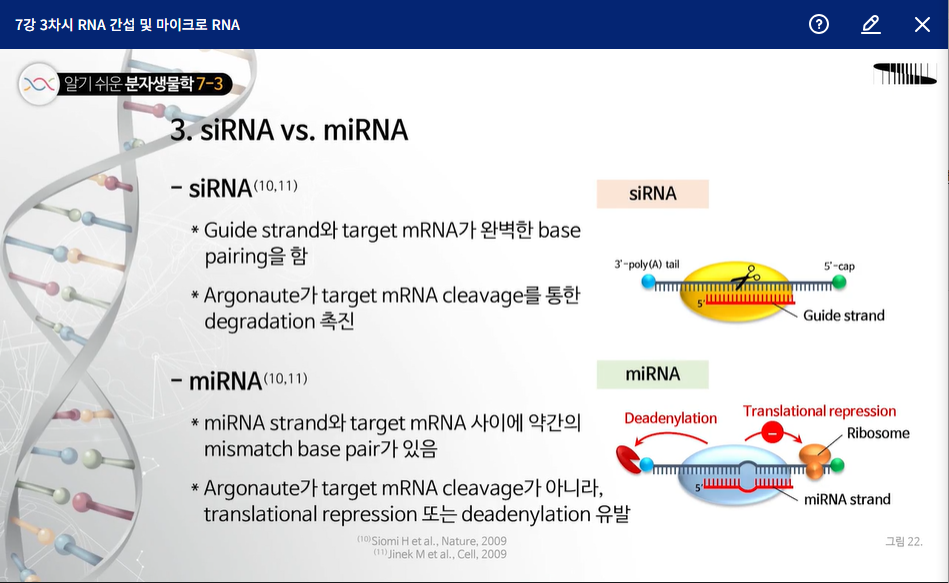 7강 3차시 RNA 간섭 및 마이크로 RNA
알기 쉬운 분자생물학 7-3
3. siRNA vs. miRNA
– siRNA(10,11)
* Guide strand와 target mRNA가 완벽한 base
pairing을 함
* Argonaute가 target mRNA cleavage를 통한
degradation 촉진
– miRNA(10,11)
* miRNA strand와 target mRNA 사이에 약간의
mismatch base pair가 있음
* Argonaute가 target mRNA cleavage가 아니라,
translational repression 또는 deadenylation 유발
siRNA
3'-poly(A) tail
5'-cap
5'
Guide strand
miRNA
Deadenylation
Translational repression
Ribosome
5'
miRNA strand
(10)Siomi H et al., Nature, 2009
(11)Jinek M et al., Cell, 2009
그림 22.